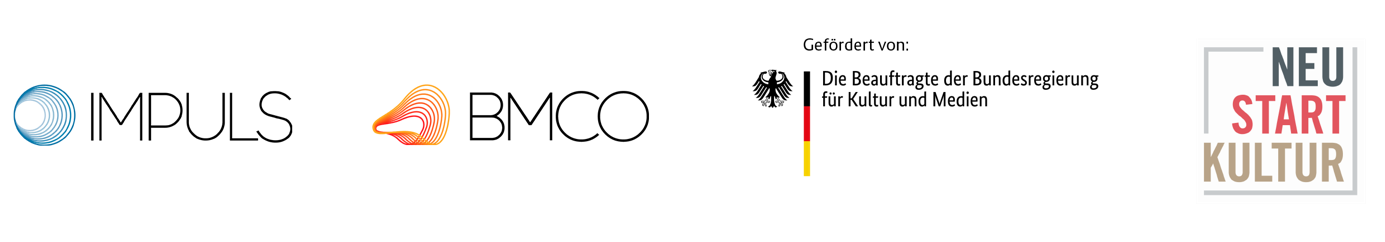 IMPULS
BMCO
Gefördert von:
Die Beauftragte der Bundesregierung
für Kultur und Medien
NEU
START
KULTUR